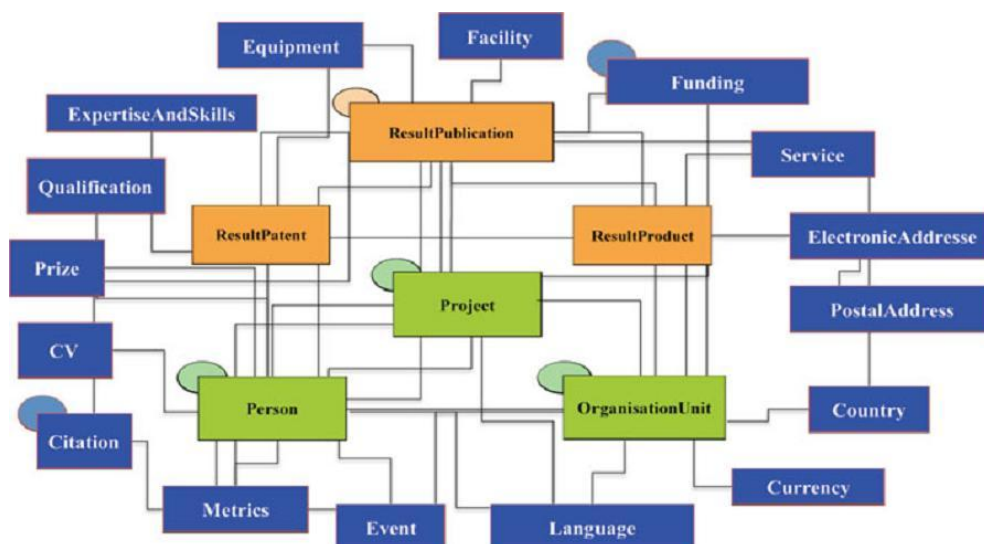 Equipment
Facility
Funding
ExpertiseAndSkills
ResultPublication
Service
Qualification
ResultPatent
ResultProduct
ElectronicAddresse
Prize
Project
PostalAddress
CV
Person
OrganisationUnit
Country
Citation
Currency
Metrics
Event
Language